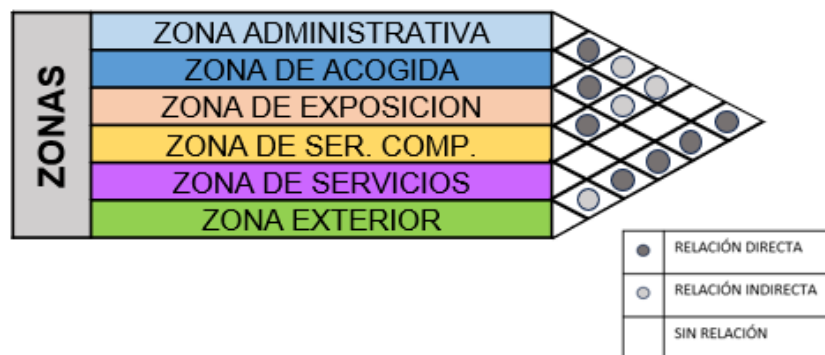 ZONAS
ZONA ADMINISTRATIVA
ZONA DE ACOGIDA
ZONA DE EXPOSICION
ZONA DE SER. COMP.
ZONA DE SERVICIOS
ZONA EXTERIOR
RELACIÓN DIRECTA
RELACIÓN INDIRECTA
SIN RELACIÓN